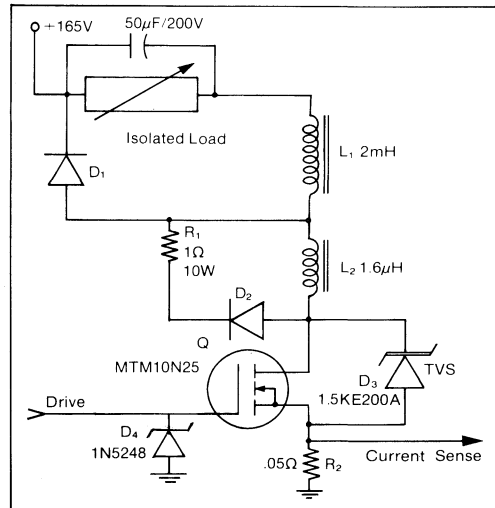 +165V
50μF/200V
Isolated Load
D₁
L₁ 2mH
R₁
1Ω
10W
L₂ 1.6μH
D₂
Q
MTM10N25
D₃
TVS
1.5KE200A
Drive
D₄
1N5248
.05Ω R₂
Current Sense